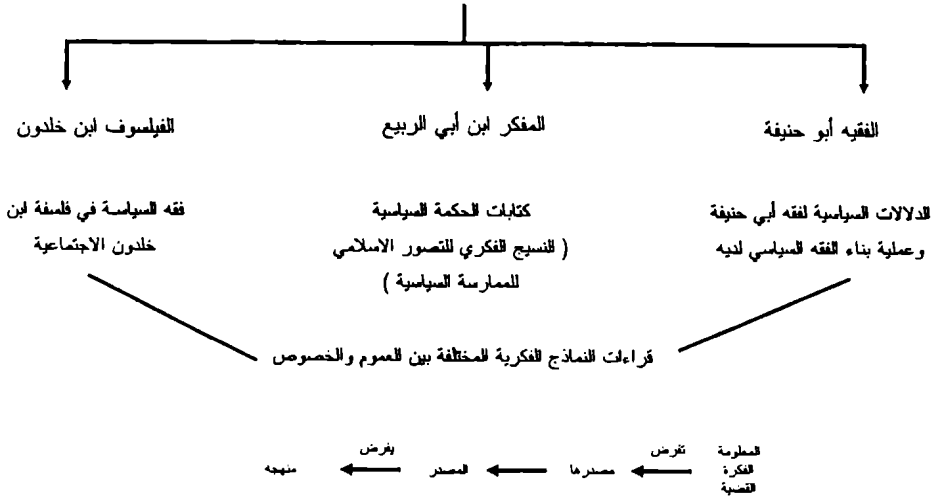 الفقيه أبو حنيفة
المفكر ابن أبي الربيع
الفيلسوف ابن خلدون
الدلالات السياسية لفقه أبي حنيفة
وعملية بناء الفقه السياسي لديه
كتابات الحكمة السياسية
( النسيج الفكري للتصور الاسلامي
للممارسة السياسية )
فقه السياسة في فلسفة ابن
خلدون الاجتماعية
قراءات النماذج الفكرية المختلفة بين العموم والخصوص
المعلومة
الفكرة
القضية
تفرض
مصدرها
المصدر
يفرض
منهجه